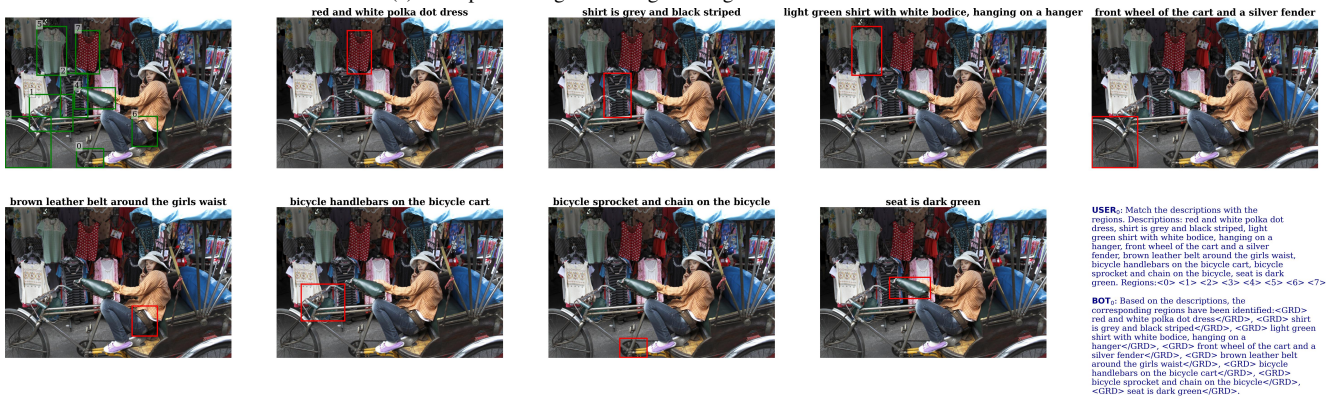 red and white polka dot dress
shirt is grey and black striped
light green shirt with white bodice, hanging on a hanger
front wheel of the cart and a silver fender
5
7
2
4
1
3
6
0
brown leather belt around the girls waist
bicycle handlebars on the bicycle cart
bicycle sprocket and chain on the bicycle
seat is dark green
USER₀: Match the descriptions with the
regions. Descriptions: red and white polka dot
dress, shirt is grey and black striped, light
green shirt with white bodice, hanging on a
hanger, front wheel of the cart and a silver
fender, brown leather belt around the girls waist,
bicycle handlebars on the bicycle cart, bicycle
sprocket and chain on the bicycle, seat is dark
green. Regions:<0> <1> <2> <3> <4> <5> <6> <7>
BOT₀: Based on the descriptions, the
corresponding regions have been identified:<GRD>
red and white polka dot dress</GRD>, <GRD> shirt
is grey and black striped</GRD>, <GRD> light green
shirt with white bodice, hanging on a
hanger</GRD>, <GRD> front wheel of the cart and a
silver fender</GRD>, <GRD> brown leather belt
around the girls waist</GRD>, <GRD> bicycle
handlebars on the bicycle cart</GRD>, <GRD>
bicycle sprocket and chain on the bicycle</GRD>,
<GRD> seat is dark green</GRD>.